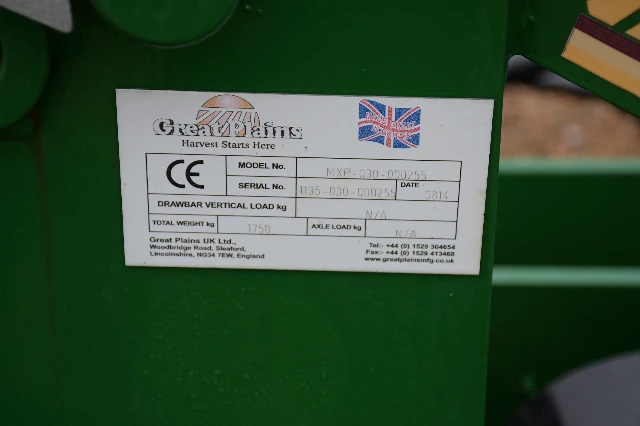 Great Plains
Harvest Starts Here
CE
MODEL No. MXP-030-000255
SERIAL No. 1135-030-000255 DATE 0814
DRAWBAR VERTICAL LOAD kg N/A
TOTAL WEIGHT kg 1750 AXLE LOAD kg N/A
Great Plains UK Ltd.,
Woodbridge Road, Sleaford,
Lincolnshire, NG34 7EW, England
Tel:- +44 (0) 1529 304654
Fax:- +44 (0) 1529 413468
www.greatplainsmfg.co.uk